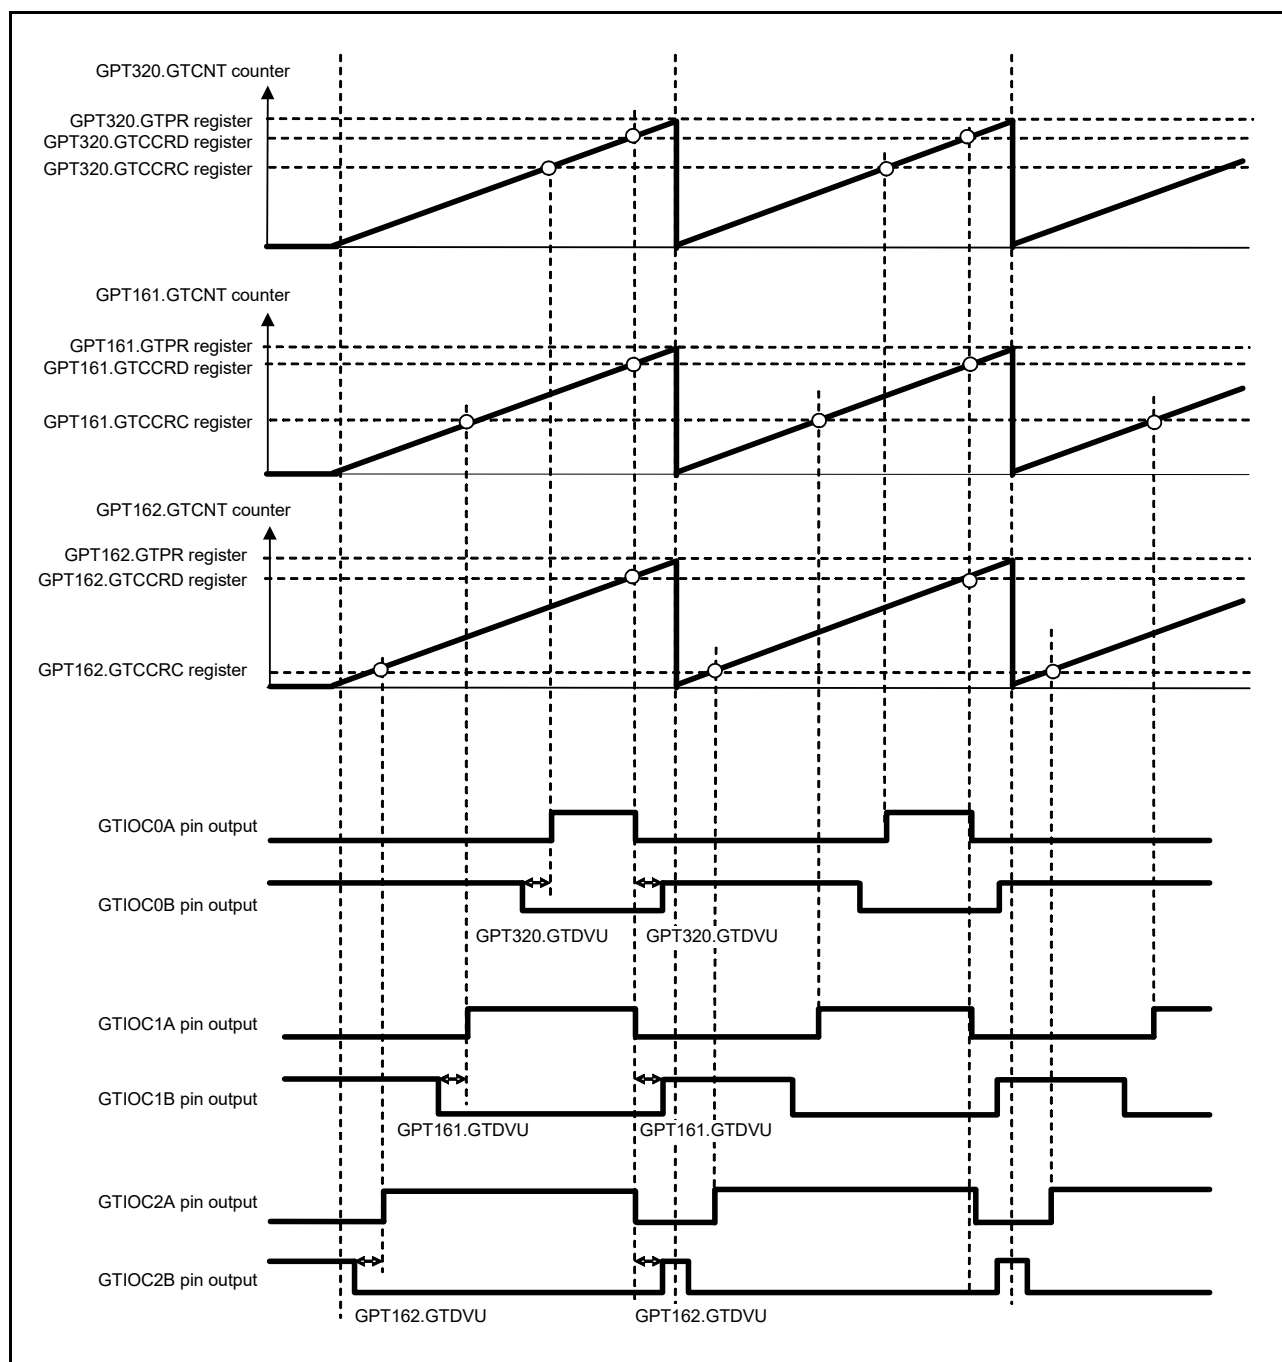 GPT320.GTCNT counter
GPT320.GTPR register
GPT320.GTCCRD register
GPT320.GTCCRC register
GPT161.GTCNT counter
GPT161.GTPR register
GPT161.GTCCRD register
GPT161.GTCCRC register
GPT162.GTCNT counter
GPT162.GTPR register
GPT162.GTCCRD register
GPT162.GTCCRC register
GTIOC0A pin output
GTIOC0B pin output
GPT320.GTDVU GPT320.GTDVU
GTIOC1A pin output
GTIOC1B pin output
GPT161.GTDVU GPT161.GTDVU
GTIOC2A pin output
GTIOC2B pin output
GPT162.GTDVU GPT162.GTDVU